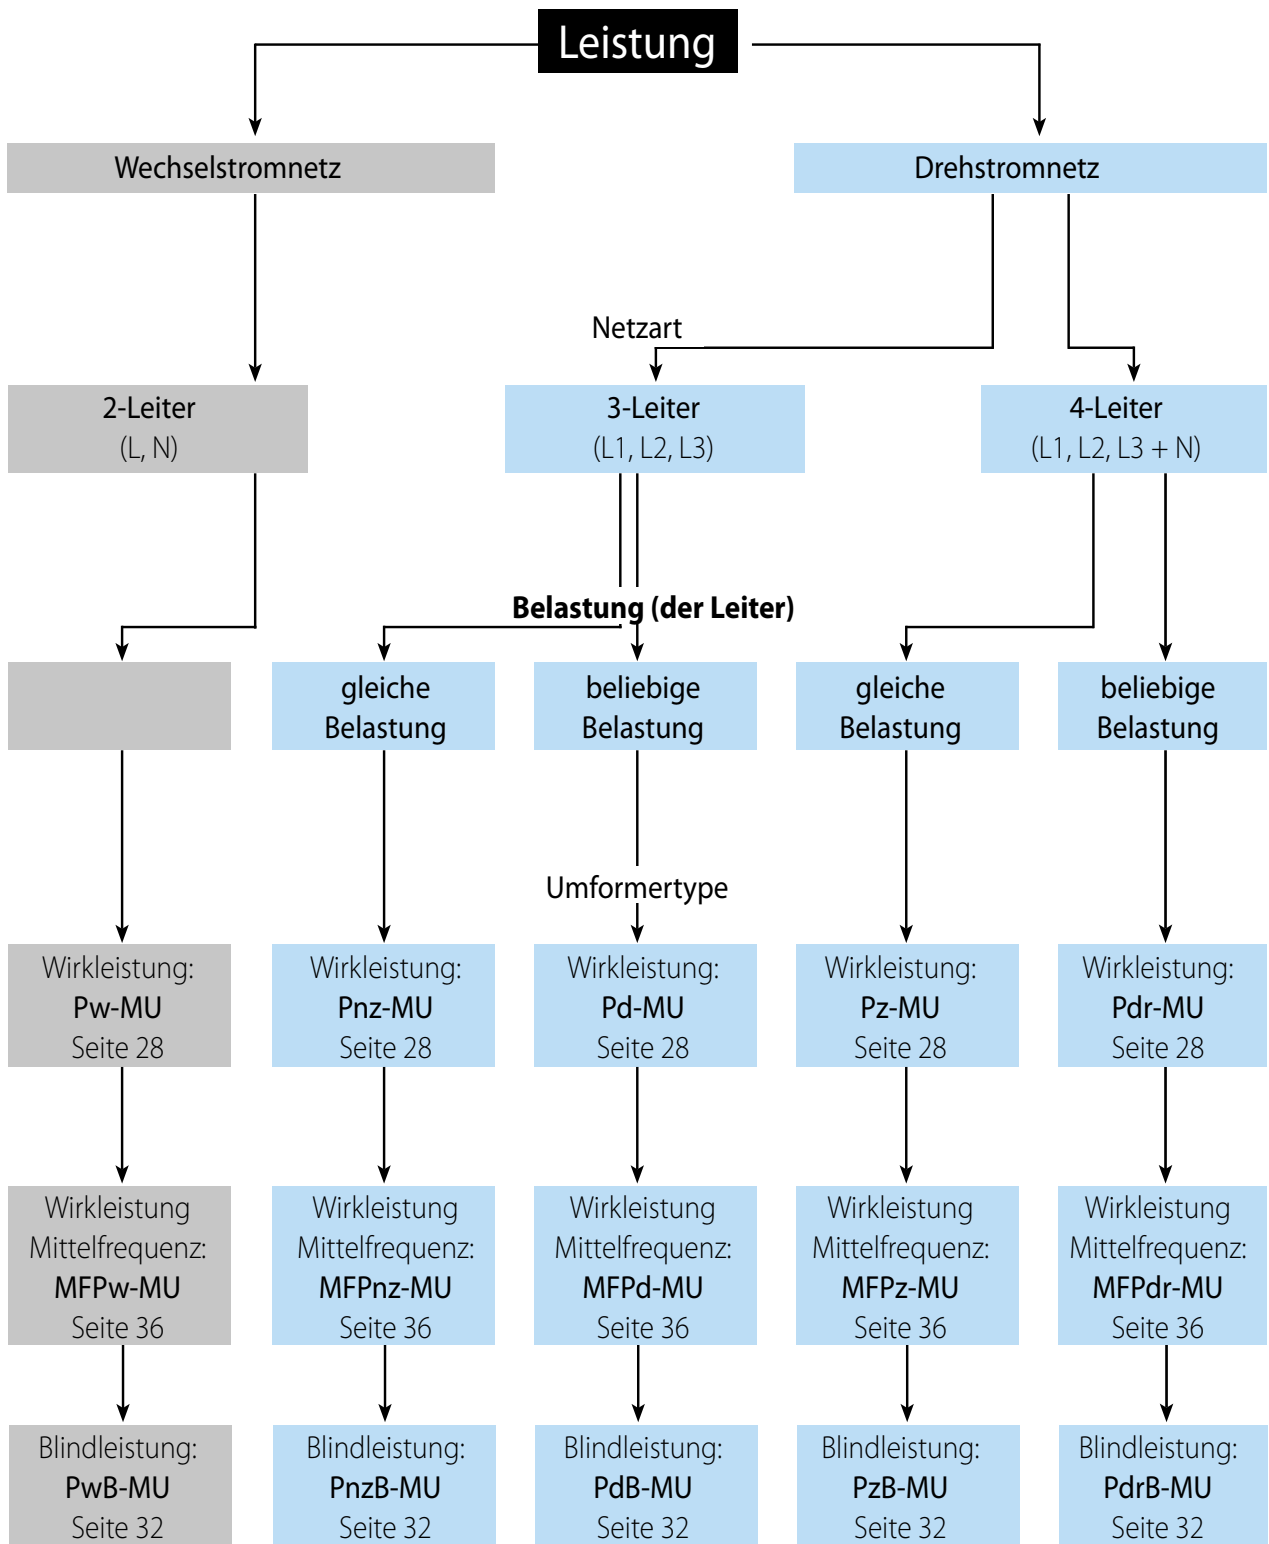 Leistung
Wechselstromnetz
Drehstromnetz
Netzart
2-Leiter
(L, N)
3-Leiter
(L1, L2, L3)
4-Leiter
(L1, L2, L3 + N)
Belastung (der Leiter)
gleiche
Belastung
beliebige
Belastung
gleiche
Belastung
beliebige
Belastung
Umformertype
Wirkleistung:
Pw-MU
Seite 28
Wirkleistung:
Pnz-MU
Seite 28
Wirkleistung:
Pd-MU
Seite 28
Wirkleistung:
Pz-MU
Seite 28
Wirkleistung:
Pdr-MU
Seite 28
Wirkleistung
Mittelfrequenz:
MFPw-MU
Seite 36
Wirkleistung
Mittelfrequenz:
MFPnz-MU
Seite 36
Wirkleistung
Mittelfrequenz:
MFPd-MU
Seite 36
Wirkleistung
Mittelfrequenz:
MFPz-MU
Seite 36
Wirkleistung
Mittelfrequenz:
MFPdr-MU
Seite 36
Blindleistung:
PwB-MU
Seite 32
Blindleistung:
PnzB-MU
Seite 32
Blindleistung:
PdB-MU
Seite 32
Blindleistung:
PzB-MU
Seite 32
Blindleistung:
PdrB-MU
Seite 32